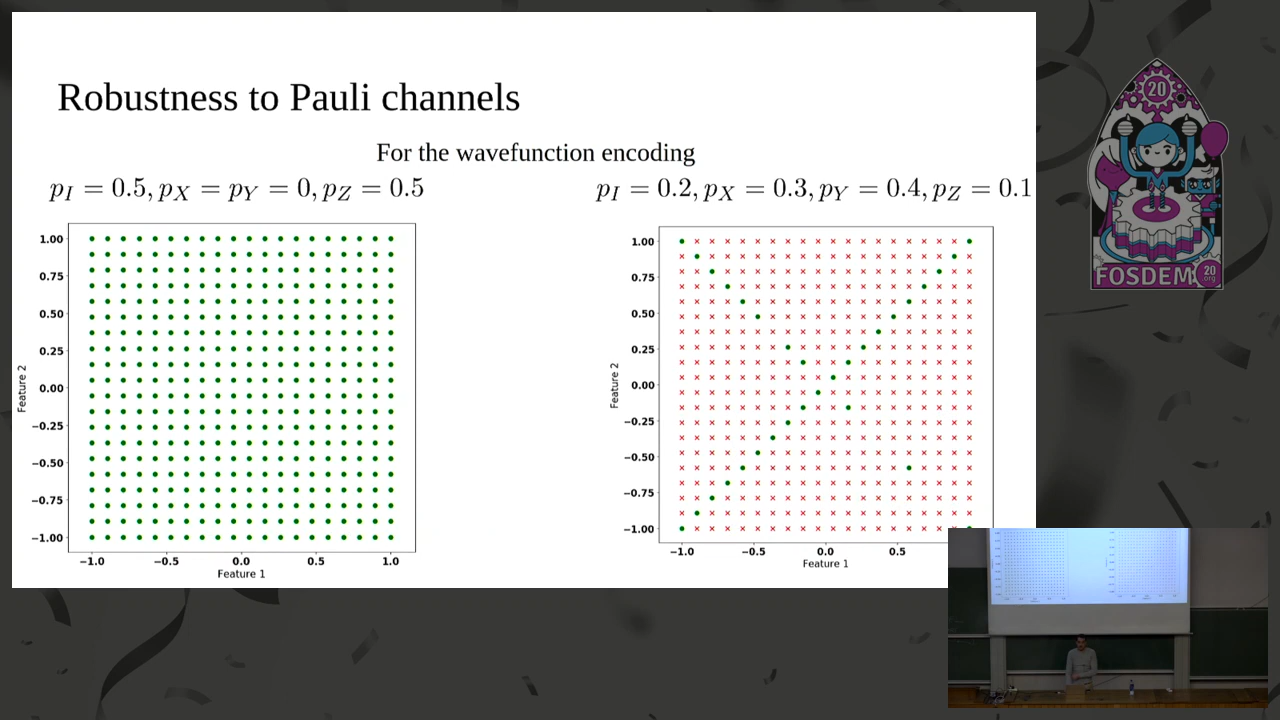 Robustness to Pauli channels
For the wavefunction encoding
p_I = 0.5, p_X = p_Y = 0, p_Z = 0.5
p_I = 0.2, p_X = 0.3, p_Y = 0.4, p_Z = 0.1
1.00
0.75
0.50
0.25
0.00
−0.25
−0.50
−0.75
−1.00
Feature 2
−1.0 −0.5 0.0 0.5 1.0
Feature 1
1.00
0.75
0.50
0.25
0.00
−0.25
−0.50
−0.75
−1.00
Feature 2
−1.0 −0.5 0.0 0.5
Feature 1
20
FOSDEM
20
.org